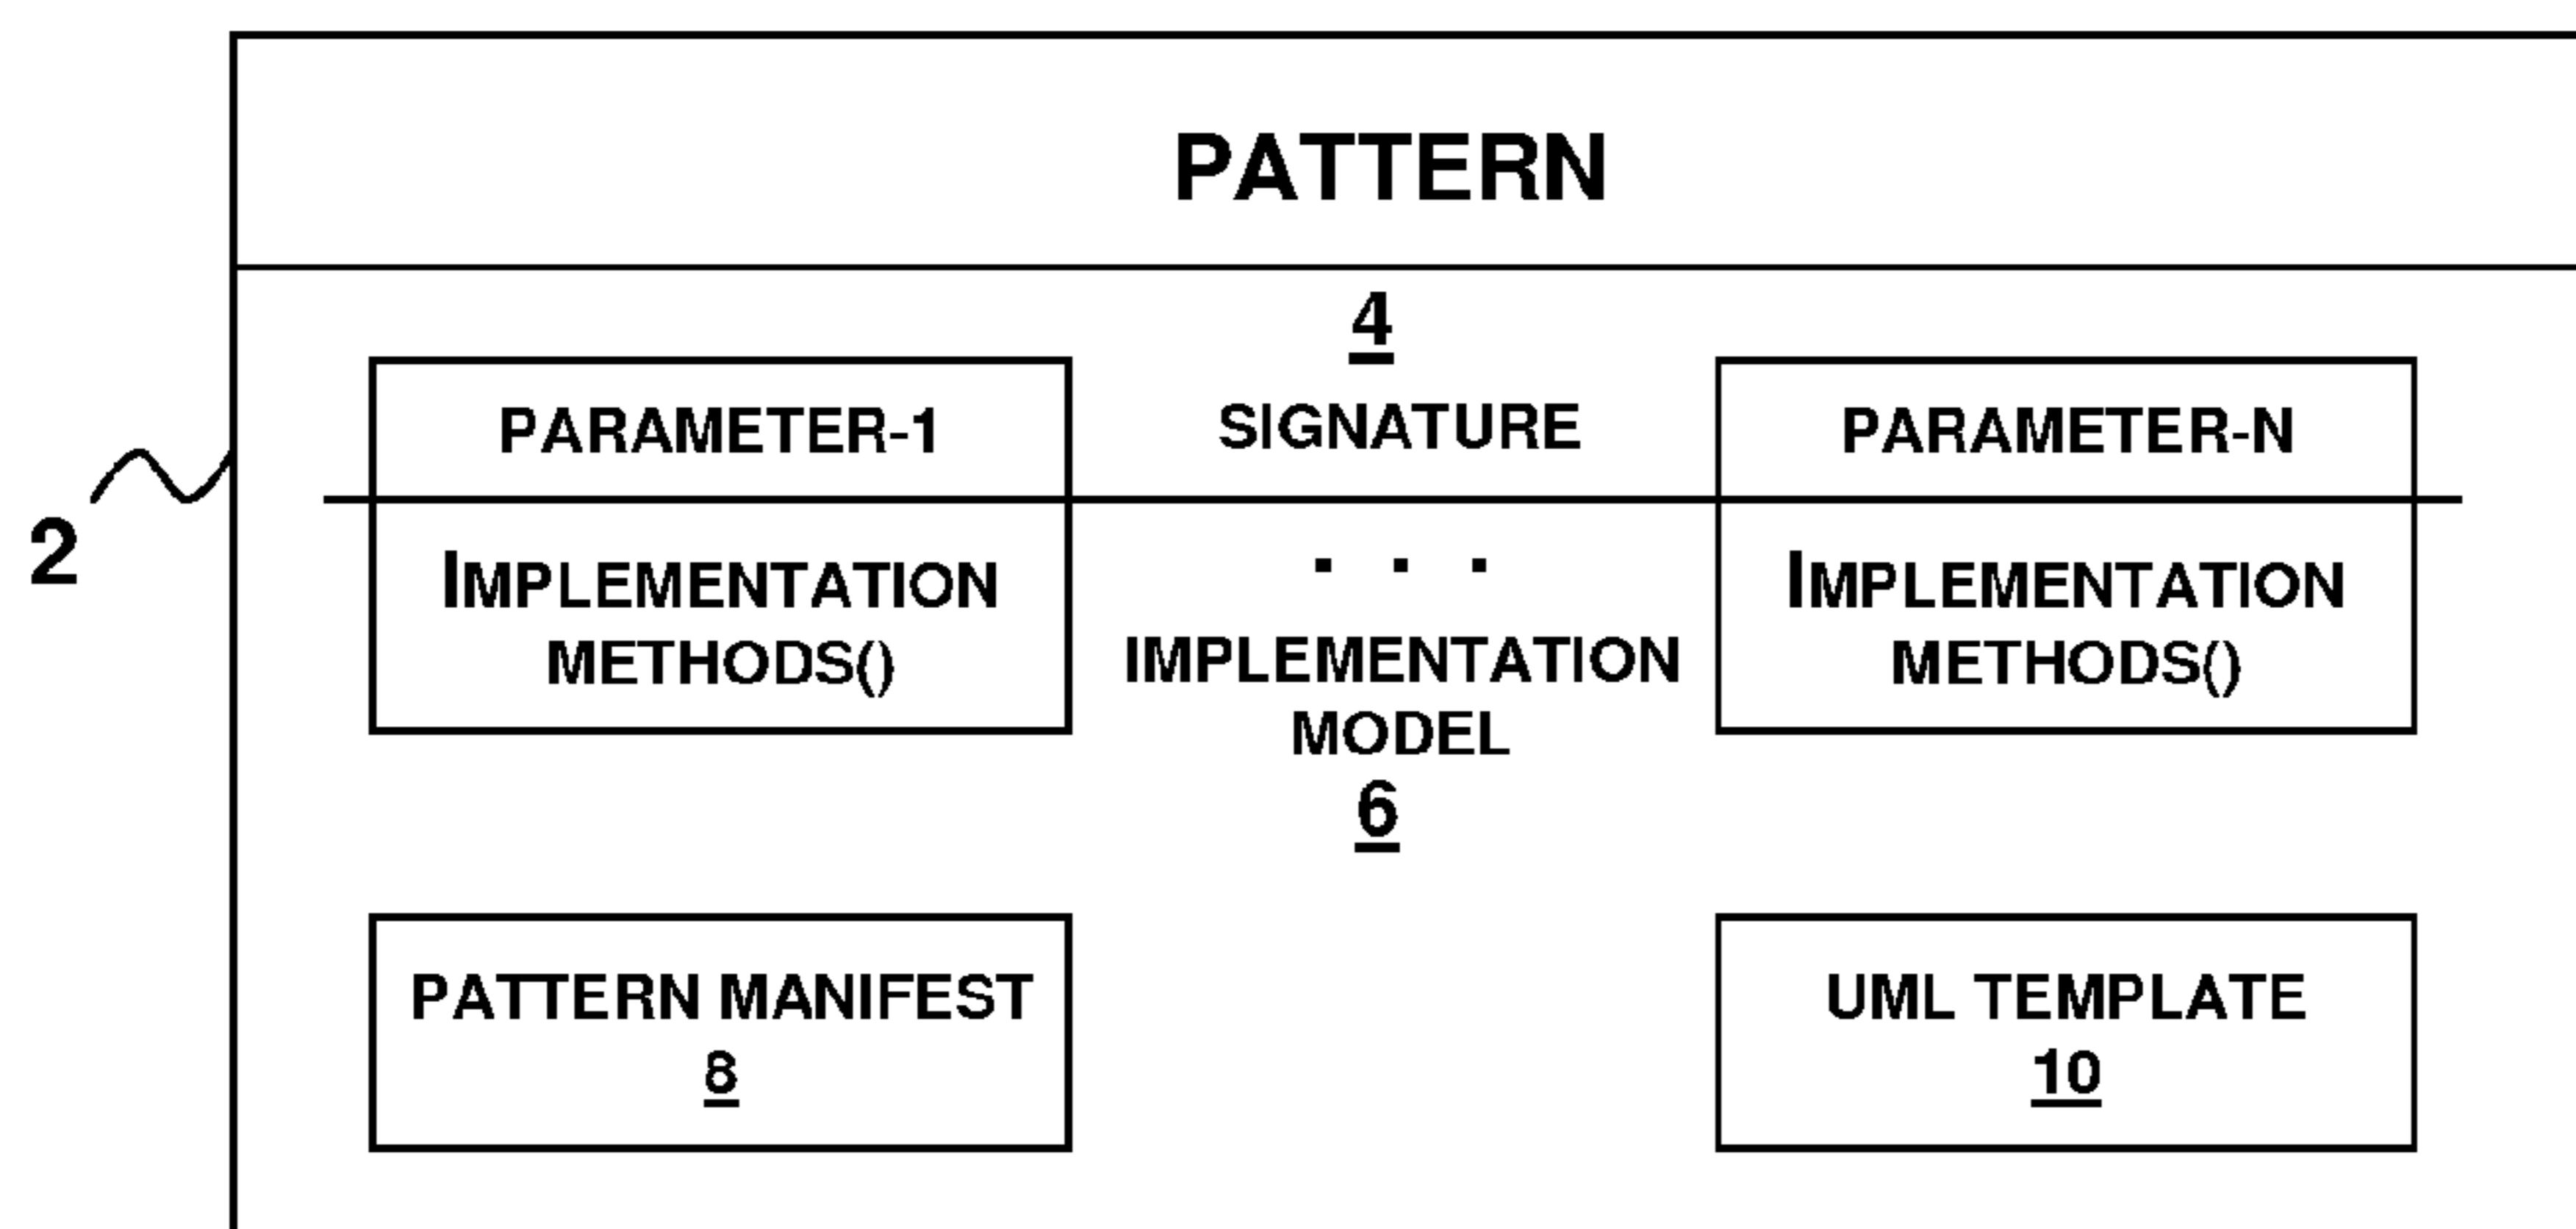 PATTERN
4
PARAMETER-1
SIGNATURE
PARAMETER-N
2
IMPLEMENTATION
METHODS()
. . .
IMPLEMENTATION
MODEL
6
IMPLEMENTATION
METHODS()
PATTERN MANIFEST
8
UML TEMPLATE
10